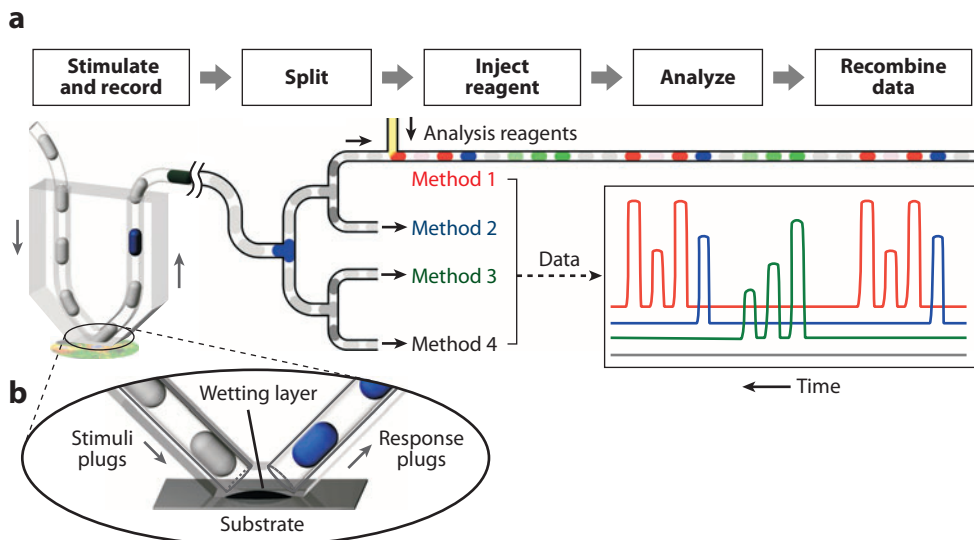 a
Stimulate
and record
Split
Inject
reagent
Analyze
Recombine
data
Analysis reagents
Method 1
Method 2
Method 3
Method 4
Data
Time
b
Wetting layer
Stimuli
plugs
Response
plugs
Substrate